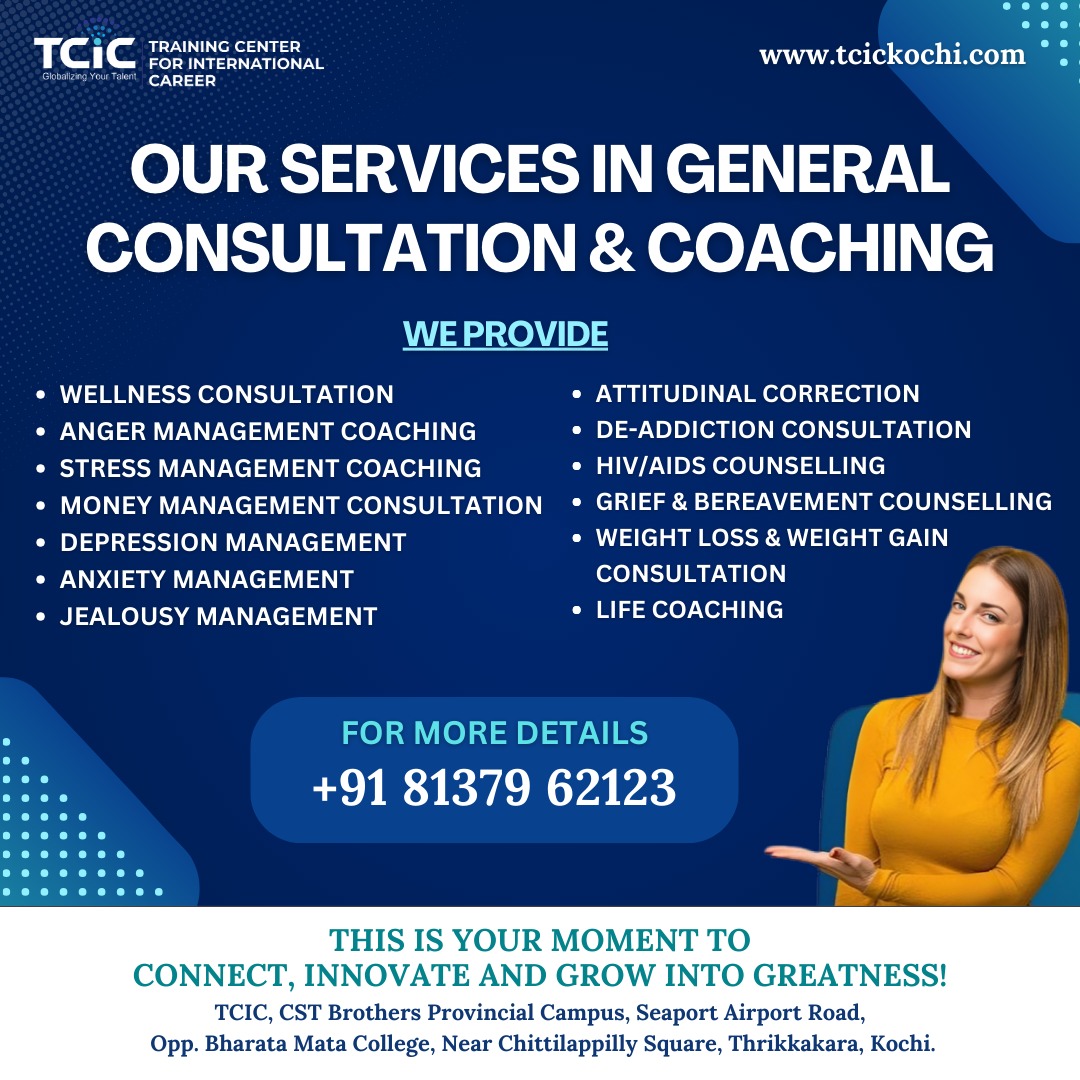 TCiC
Globalizing Your Talent
TRAINING CENTER
FOR INTERNATIONAL
CAREER
www.tcickochi.com
OUR SERVICES IN GENERAL
CONSULTATION & COACHING
WE PROVIDE
• WELLNESS CONSULTATION
• ANGER MANAGEMENT COACHING
• STRESS MANAGEMENT COACHING
• MONEY MANAGEMENT CONSULTATION
• DEPRESSION MANAGEMENT
• ANXIETY MANAGEMENT
• JEALOUSY MANAGEMENT
• ATTITUDINAL CORRECTION
• DE-ADDICTION CONSULTATION
• HIV/AIDS COUNSELLING
• GRIEF & BEREAVEMENT COUNSELLING
• WEIGHT LOSS & WEIGHT GAIN
CONSULTATION
• LIFE COACHING
FOR MORE DETAILS
+91 81379 62123
THIS IS YOUR MOMENT TO
CONNECT, INNOVATE AND GROW INTO GREATNESS!
TCIC, CST Brothers Provincial Campus, Seaport Airport Road,
Opp. Bharata Mata College, Near Chittilappilly Square, Thrikkakara, Kochi.